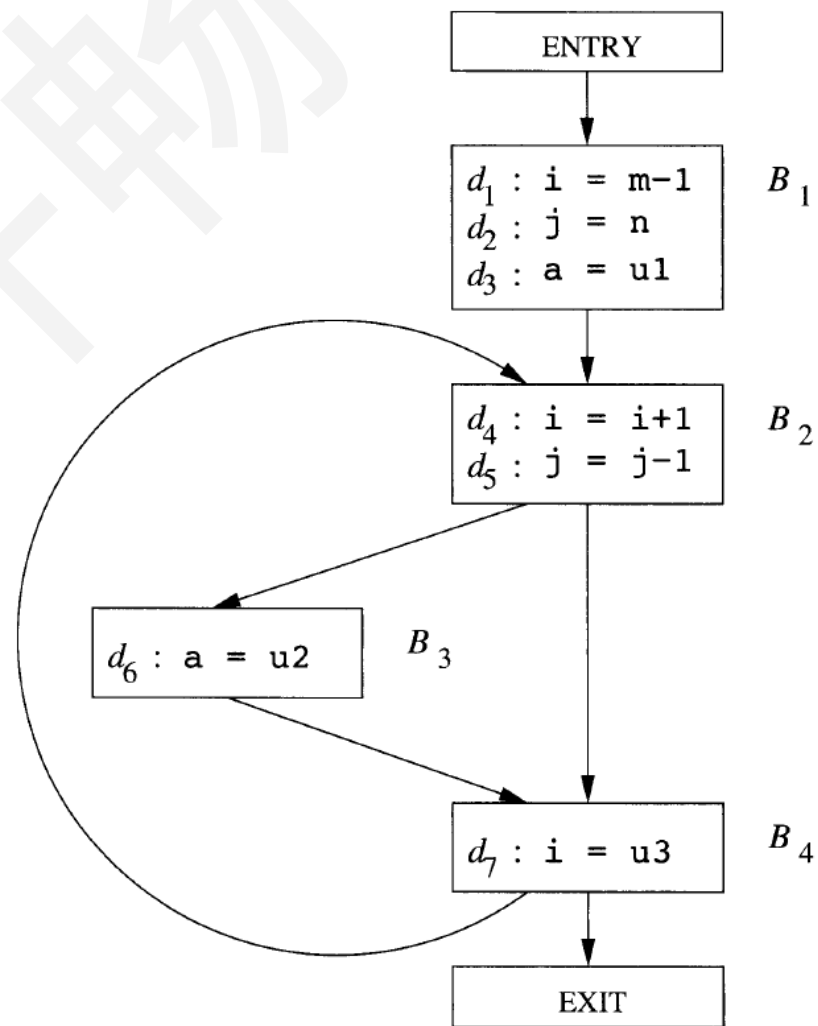 ENTRY
d1 : i = m-1
d2 : j = n
d3 : a = u1
B1
d4 : i = i+1
d5 : j = j-1
B2
d6 : a = u2
B3
d7 : i = u3
B4
EXIT